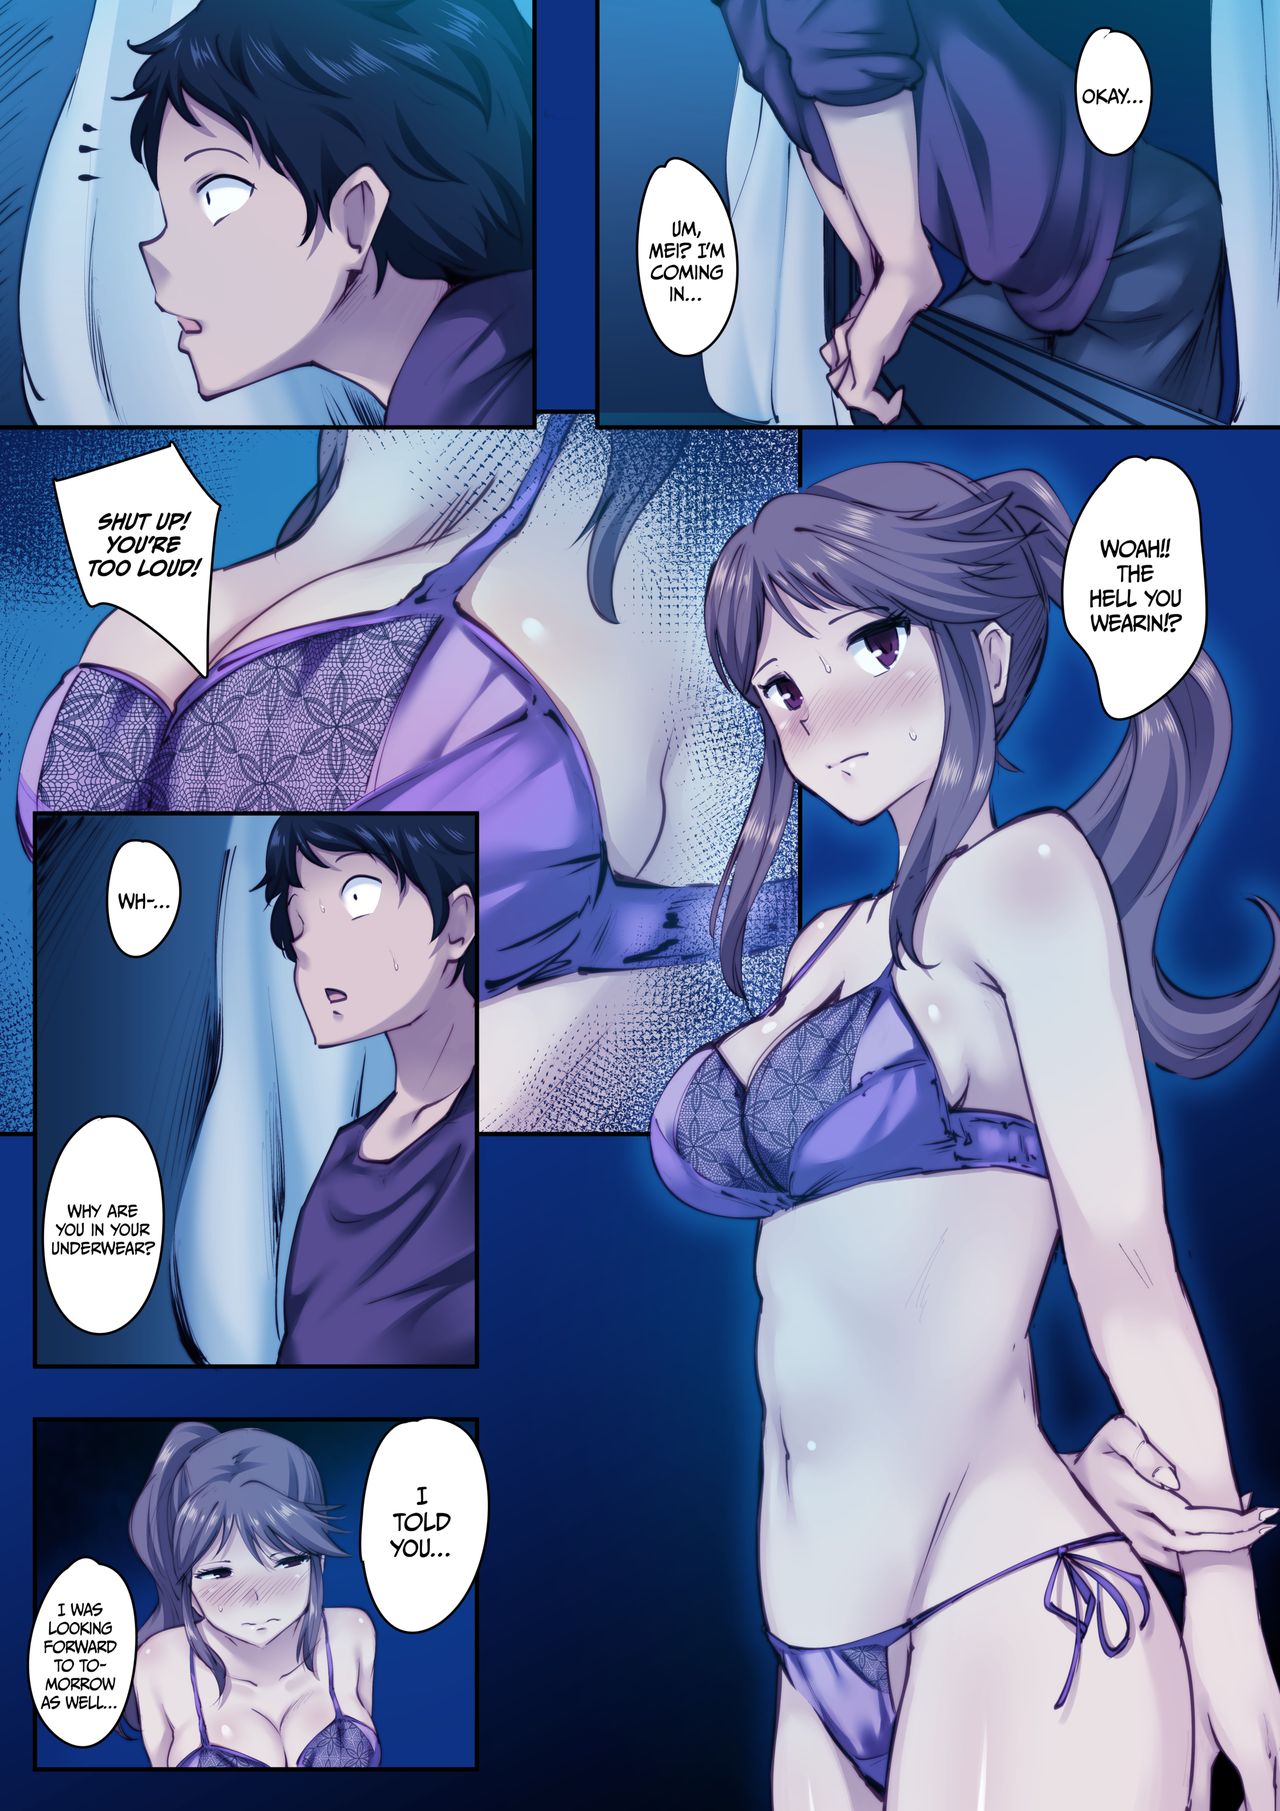 OKAY...
UM,
MEI? I'M
COMING
IN...
WOAH!!
THE
HELL YOU
WEARIN!?
SHUT UP!
YOU'RE
TOO LOUD!
WH-...
WHY ARE
YOU IN YOUR
UNDERWEAR?
I
TOLD
YOU...
I WAS
LOOKING
FORWARD
TO TO-
MORROW
AS WELL...